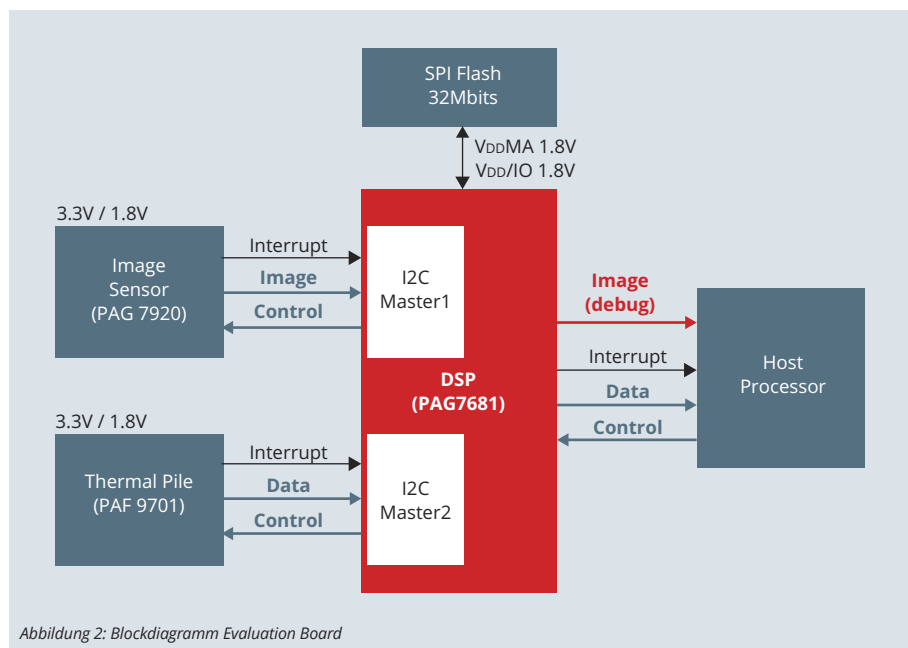 SPI Flash
32Mbits
VDDMA 1.8V
VDD/IO 1.8V
3.3V / 1.8V
Image
Sensor
(PAG 7920)
Interrupt
Image
Control
I2C
Master1
DSP
(PAG7681)
Image
(debug)
Interrupt
Data
Control
Host
Processor
3.3V / 1.8V
Thermal Pile
(PAF 9701)
Interrupt
Data
Control
I2C
Master2
Abbildung 2: Blockdiagramm Evaluation Board